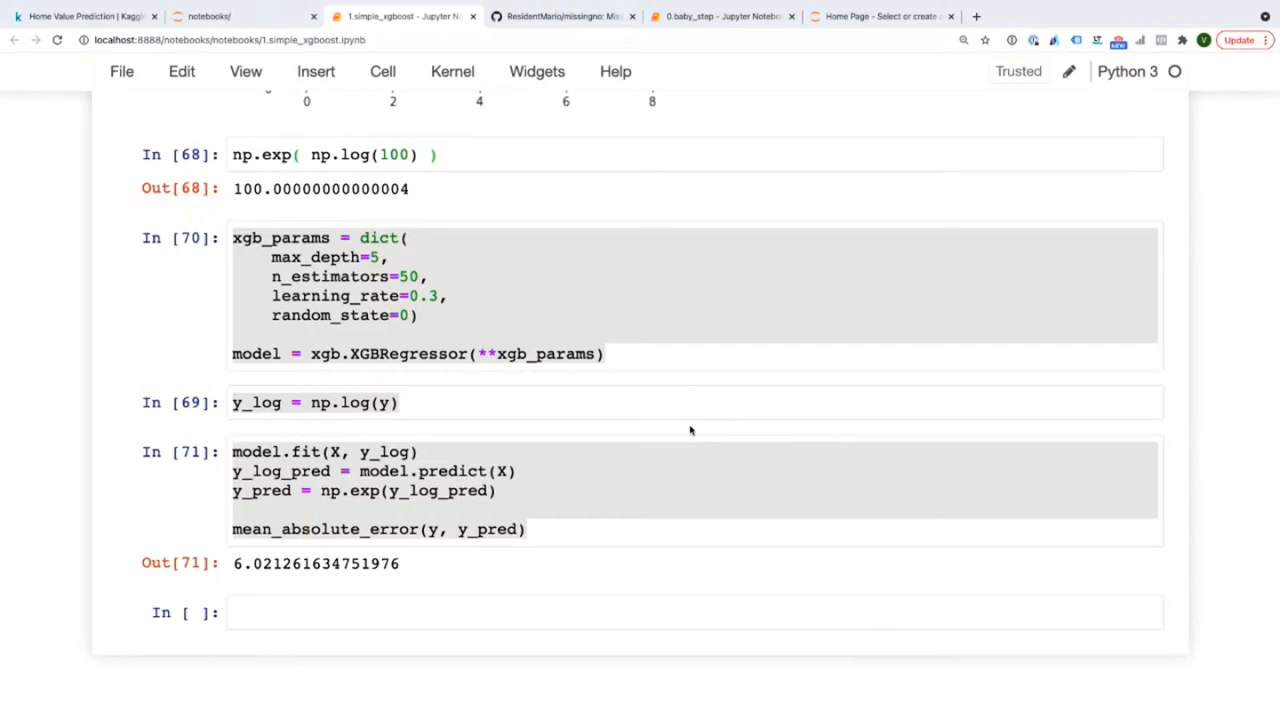 Home Value Prediction | Kaggle
notebooks/
1.simple_xgboost - Jupyter No
ResidentMario/missingno: Mis
0.baby_step - Jupyter Notebo
Home Page - Select or create a
localhost:8888/notebooks/notebooks/1.simple_xgboost.ipynb
NEW
V
Update
File Edit View Insert Cell Kernel Widgets Help
Trusted
Python 3
0 2 4 6 8
In [68]: np.exp( np.log(100) )
Out[68]: 100.00000000000004
In [70]: xgb_params = dict(
max_depth=5,
n_estimators=50,
learning_rate=0.3,
random_state=0)
model = xgb.XGBRegressor(**xgb_params)
In [69]: y_log = np.log(y)
In [71]: model.fit(X, y_log)
y_log_pred = model.predict(X)
y_pred = np.exp(y_log_pred)
mean_absolute_error(y, y_pred)
Out[71]: 6.021261634751976
In [ ]: